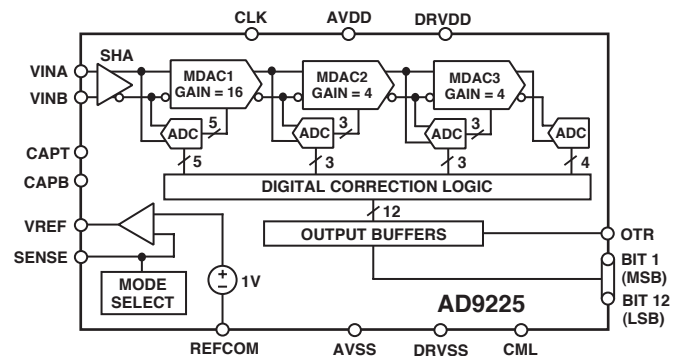 CLK AVDD DRVDD
SHA
VINA
VINB
MDAC1
GAIN = 16
MDAC2
GAIN = 4
MDAC3
GAIN = 4
ADC 5 ADC 3 ADC 3 ADC
5 3 3 4
CAPT
CAPB
DIGITAL CORRECTION LOGIC
12
VREF
OUTPUT BUFFERS
OTR
SENSE
BIT 1
(MSB)
MODE
SELECT
+
–
1V
AD9225
BIT 12
(LSB)
REFCOM AVSS DRVSS CML